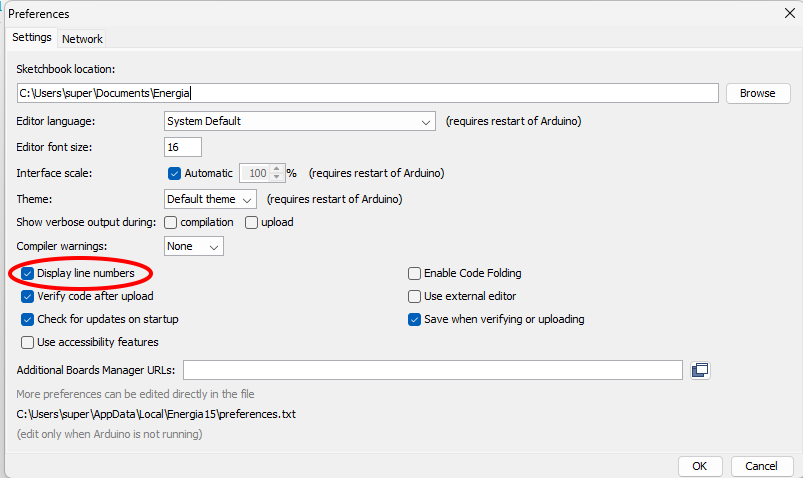 Preferences
Settings Network
Sketchbook location:
C:\Users\super\Documents\Energia
Browse
Editor language: System Default (requires restart of Arduino)
Editor font size: 16
Interface scale: Automatic 100 % (requires restart of Arduino)
Theme: Default theme (requires restart of Arduino)
Show verbose output during: compilation upload
Compiler warnings: None
Display line numbers Enable Code Folding
Verify code after upload Use external editor
Check for updates on startup Save when verifying or uploading
Use accessibility features
Additional Boards Manager URLs:
More preferences can be edited directly in the file
C:\Users\super\AppData\Local\Energia15\preferences.txt
(edit only when Arduino is not running)
OK Cancel